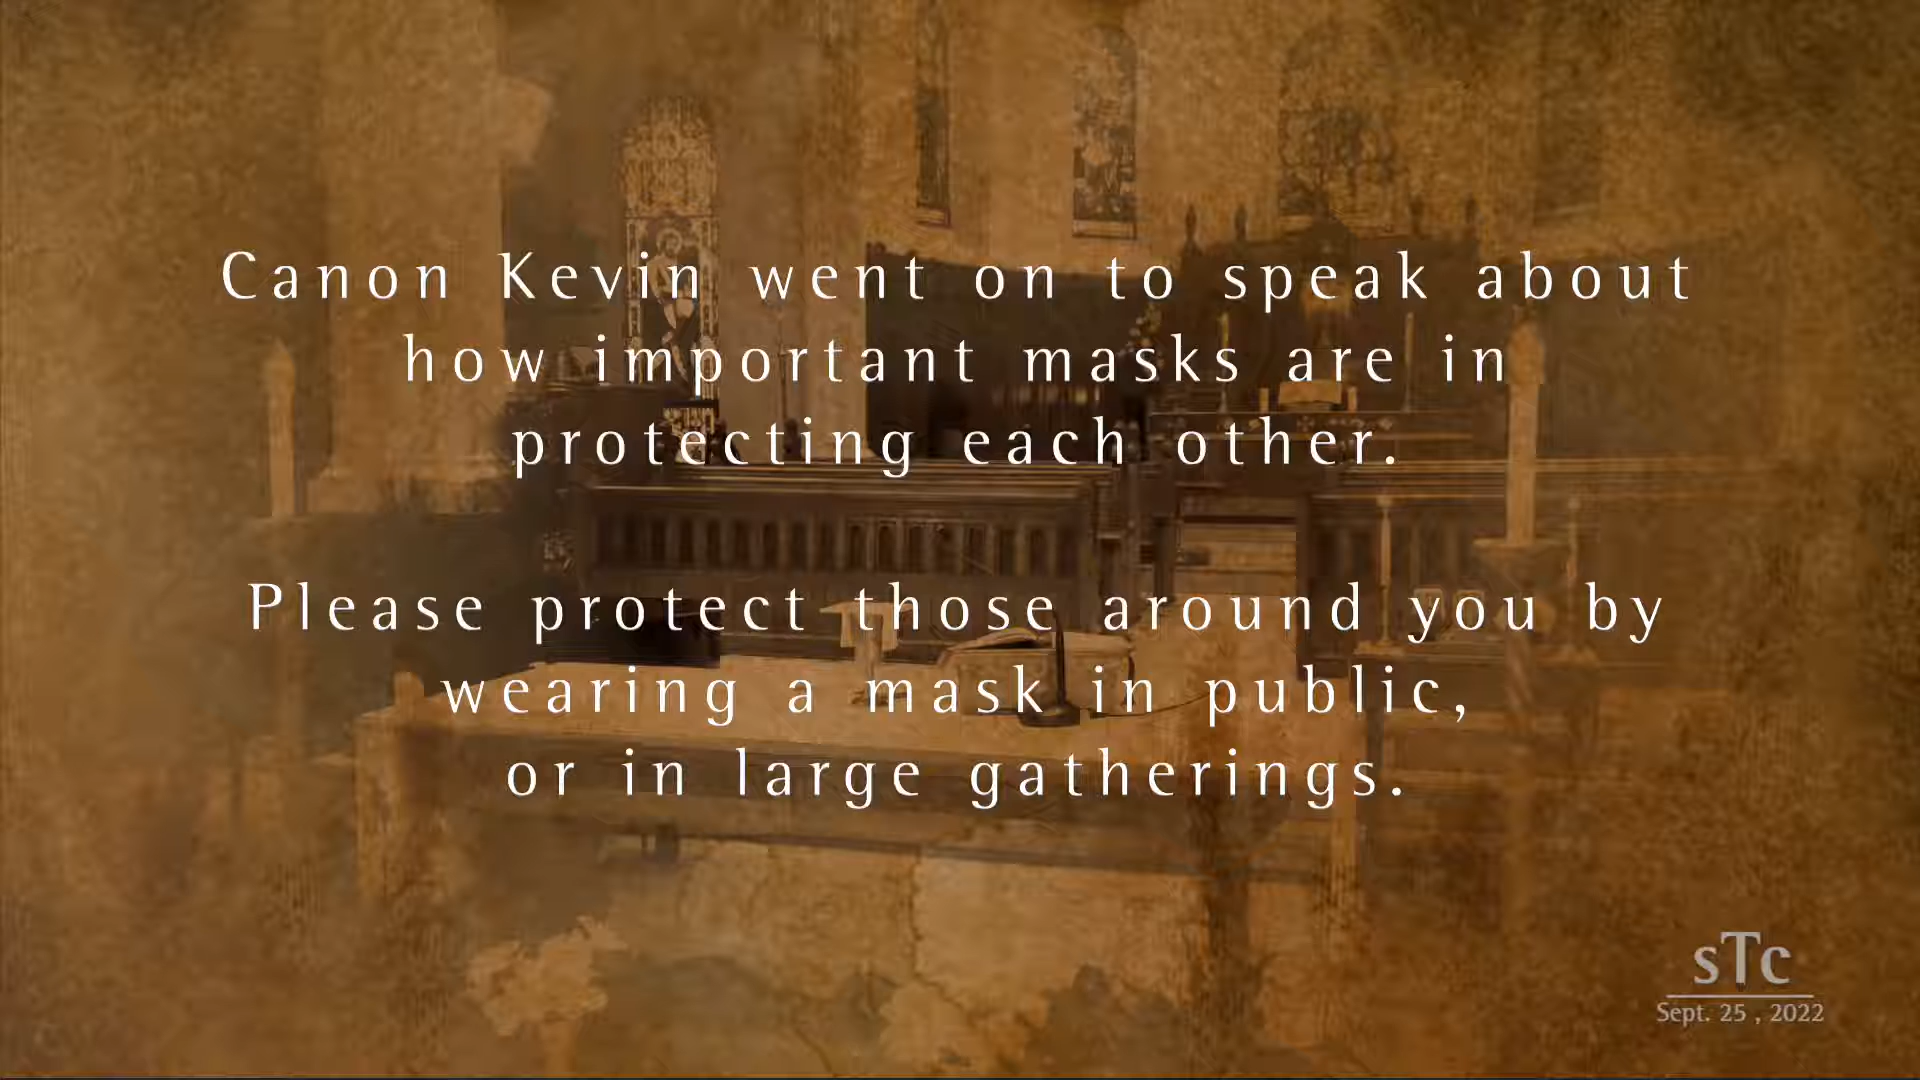 Canon Kevin went on to speak about
how important masks are in
protecting each other.
Please protect those around you by
wearing a mask in public,
or in large gatherings.
sTc
Sept. 25 , 2022